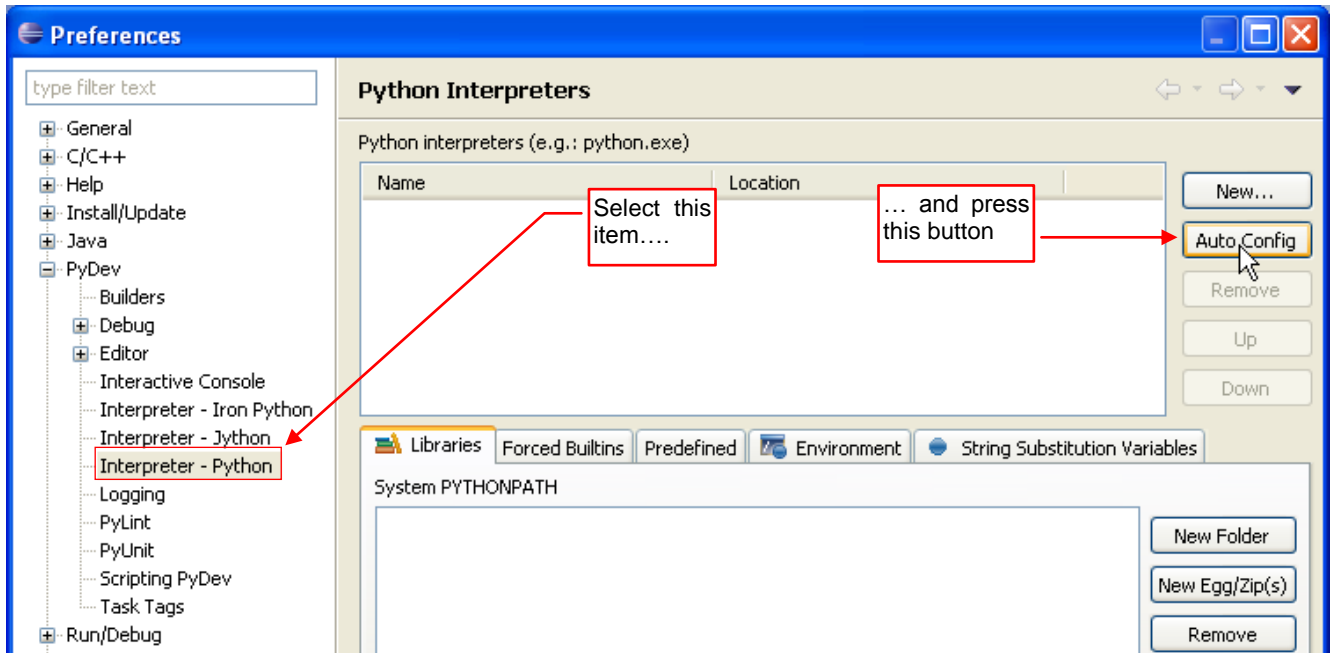 Preferences
type filter text
General
C/C++
Help
Install/Update
Java
PyDev
Builders
Debug
Editor
Interactive Console
Interpreter - Iron Python
Interpreter - Jython
Interpreter - Python
Logging
PyLint
PyUnit
Scripting PyDev
Task Tags
Run/Debug
Python Interpreters
Python interpreters (e.g.: python.exe)
Name Location
Select this
item….
… and press
this button
New...
Auto Config
Remove
Up
Down
Libraries Forced Builtins Predefined Environment String Substitution Variables
System PYTHONPATH
New Folder
New Egg/Zip(s)
Remove